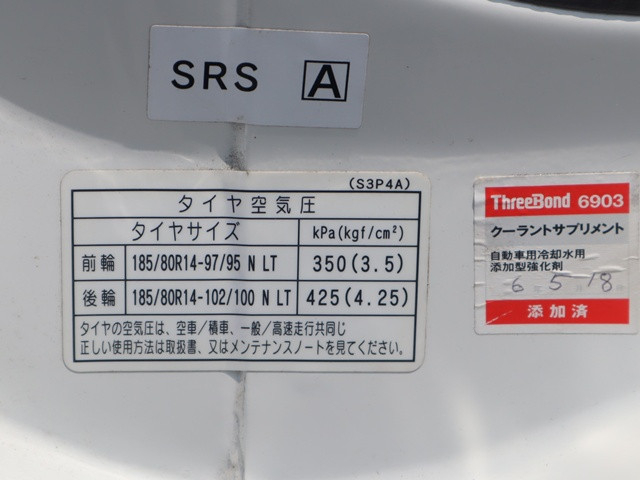 SRS A
(S3P4A)
タイヤ空気圧
タイヤサイズ kPa(kgf/cm²)
前輪 185/80R14-97/95 N LT 350(3.5)
後輪 185/80R14-102/100 N LT 425(4.25)
タイヤの空気圧は、空車／積車、一般／高速走行共同じ
正しい使用方法は取扱書、又はメンテナンスノートを見てください。
ThreeBond 6903
クーラントサプリメント
自動車用冷却水用
添加型強化剤
6 5 18
添加済